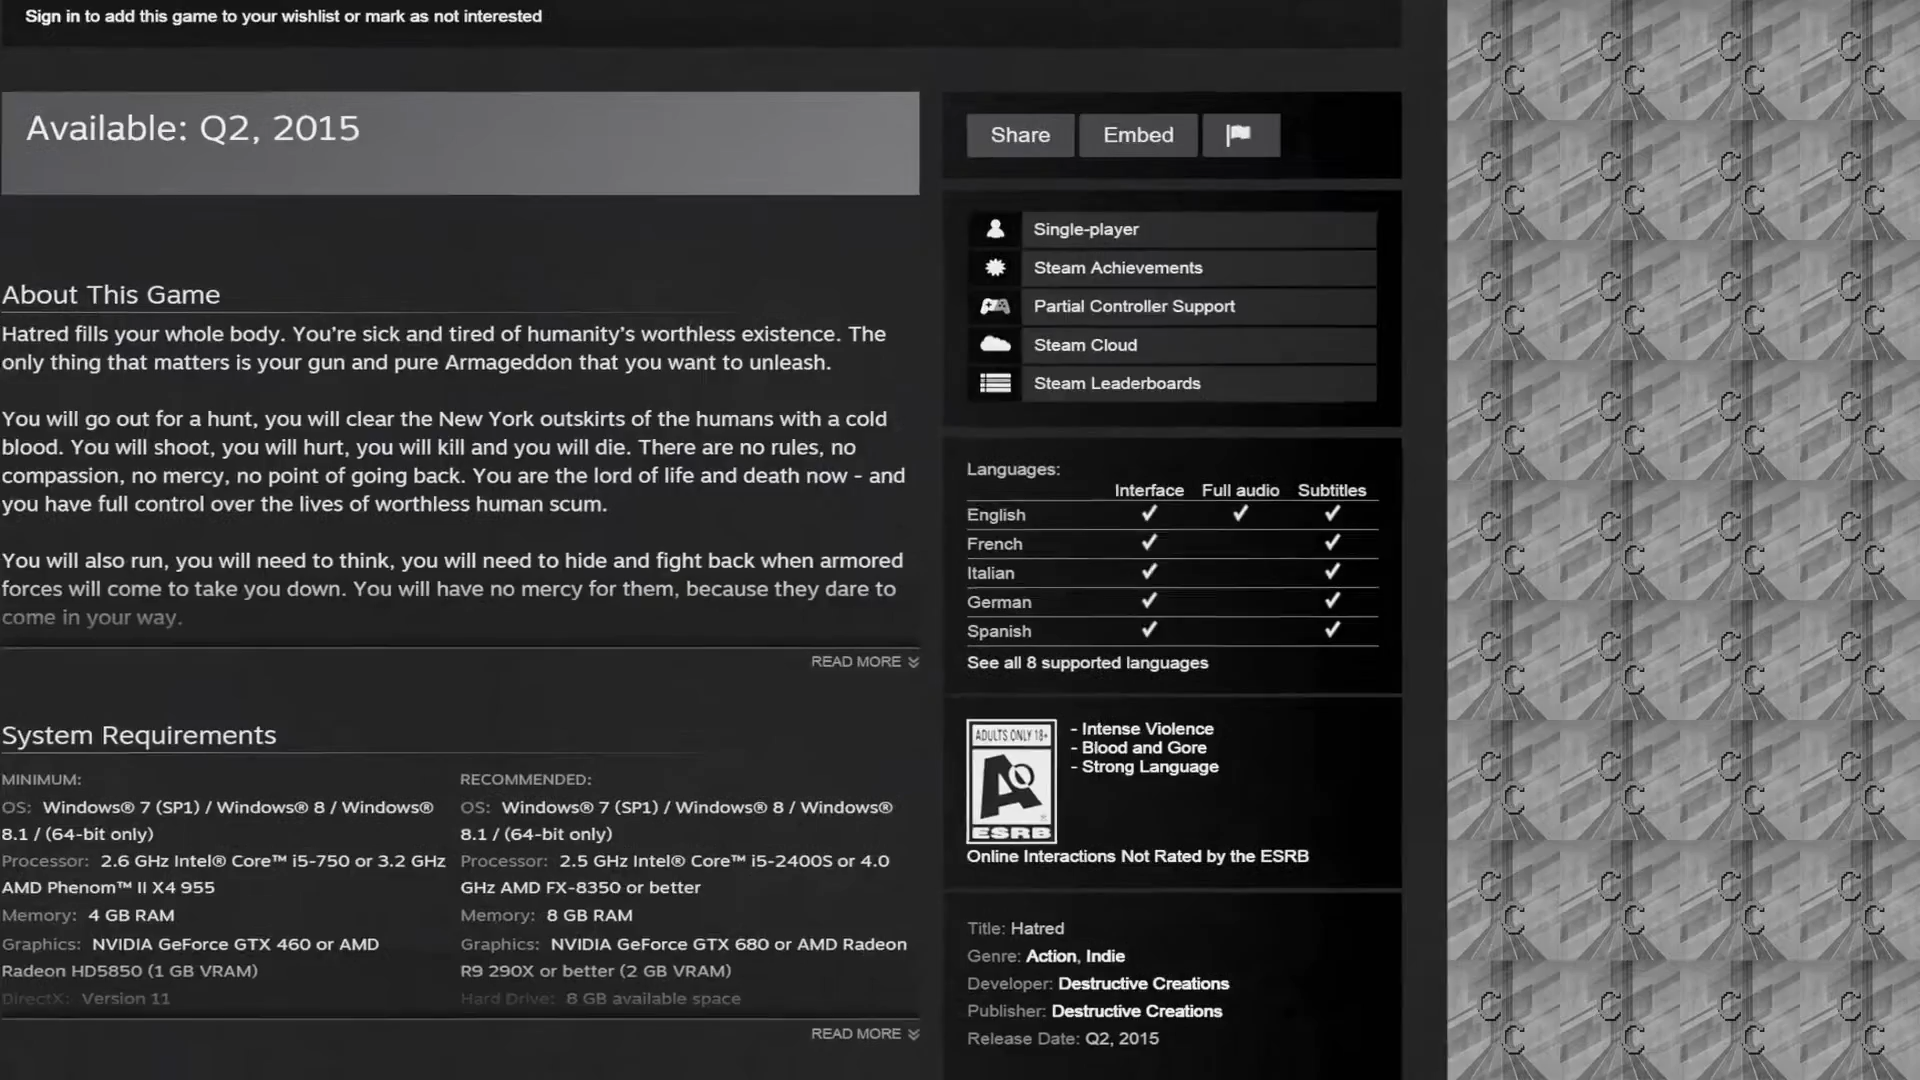 Sign in to add this game to your wishlist or mark as not interested
Available: Q2, 2015
About This Game
Hatred fills your whole body. You're sick and tired of humanity's worthless existence. The
only thing that matters is your gun and pure Armageddon that you want to unleash.
You will go out for a hunt, you will clear the New York outskirts of the humans with a cold
blood. You will shoot, you will hurt, you will kill and you will die. There are no rules, no
compassion, no mercy, no point of going back. You are the lord of life and death now - and
you have full control over the lives of worthless human scum.
You will also run, you will need to think, you will need to hide and fight back when armored
forces will come to take you down. You will have no mercy for them, because they dare to
come in your way.
READ MORE
System Requirements
MINIMUM:
OS: Windows® 7 (SP1) / Windows® 8 / Windows®
8.1 / (64-bit only)
Processor: 2.6 GHz Intel® Core™ i5-750 or 3.2 GHz
AMD Phenom™ II X4 955
Memory: 4 GB RAM
Graphics: NVIDIA GeForce GTX 460 or AMD
Radeon HD5850 (1 GB VRAM)
DirectX: Version 11
RECOMMENDED:
OS: Windows® 7 (SP1) / Windows® 8 / Windows®
8.1 / (64-bit only)
Processor: 2.5 GHz Intel® Core™ i5-2400S or 4.0
GHz AMD FX-8350 or better
Memory: 8 GB RAM
Graphics: NVIDIA GeForce GTX 680 or AMD Radeon
R9 290X or better (2 GB VRAM)
Hard Drive: 8 GB available space
READ MORE
Share
Embed
Single-player
Steam Achievements
Partial Controller Support
Steam Cloud
Steam Leaderboards
Languages:
Interface Full audio Subtitles
English ✓ ✓ ✓
French ✓ ✓
Italian ✓ ✓
German ✓ ✓
Spanish ✓ ✓
See all 8 supported languages
ADULTS ONLY 18+
AO
ESRB
- Intense Violence
- Blood and Gore
- Strong Language
Online Interactions Not Rated by the ESRB
Title: Hatred
Genre: Action, Indie
Developer: Destructive Creations
Publisher: Destructive Creations
Release Date: Q2, 2015